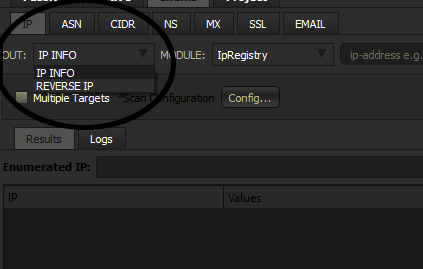 IP ASN CIDR NS MX SSL EMAIL
OUT: IP INFO MODULE: IpRegistry ip-address e.g.
IP INFO
REVERSE IP
Multiple Targets *Scan Configuration Config...
Results Logs
Enumerated IP:
IP Values